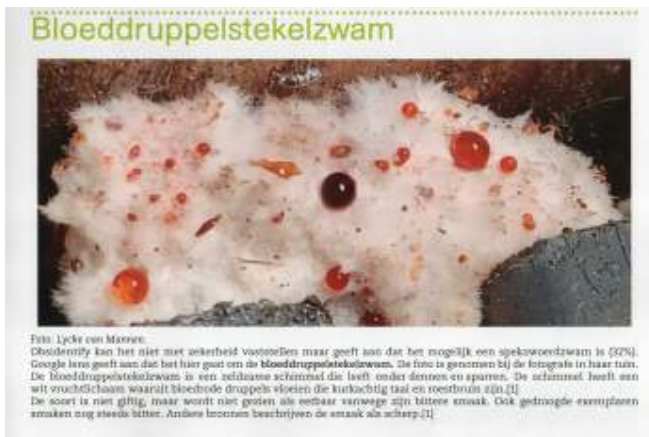 Bloeddruppelstekelzwam
Foto: Lycke van Mannen.
Obsidentify kan het niet met zekerheid vaststellen maar geeft aan dat het mogelijk een spekzwoerdzwam is (32%).
Google lens geeft aan dat het hier gaat om de bloeddruppelstekelzwam. De foto is genomen bij de fotografe in haar tuin.
De bloeddruppelstekelzwam is een zeldzame schimmel die leeft onder dennen en sparren. De schimmel heeft een
wit vruchtlichaam waaruit bloedrode druppels vloeien die kurkachtig taai en roestbruin zijn.[1]
De soort is niet giftig, maar wordt niet gezien als eetbaar vanwege zijn bittere smaak. Ook gedroogde exemplaren
smaken nog steeds bitter. Andere bronnen beschrijven de smaak als scherp.[1]